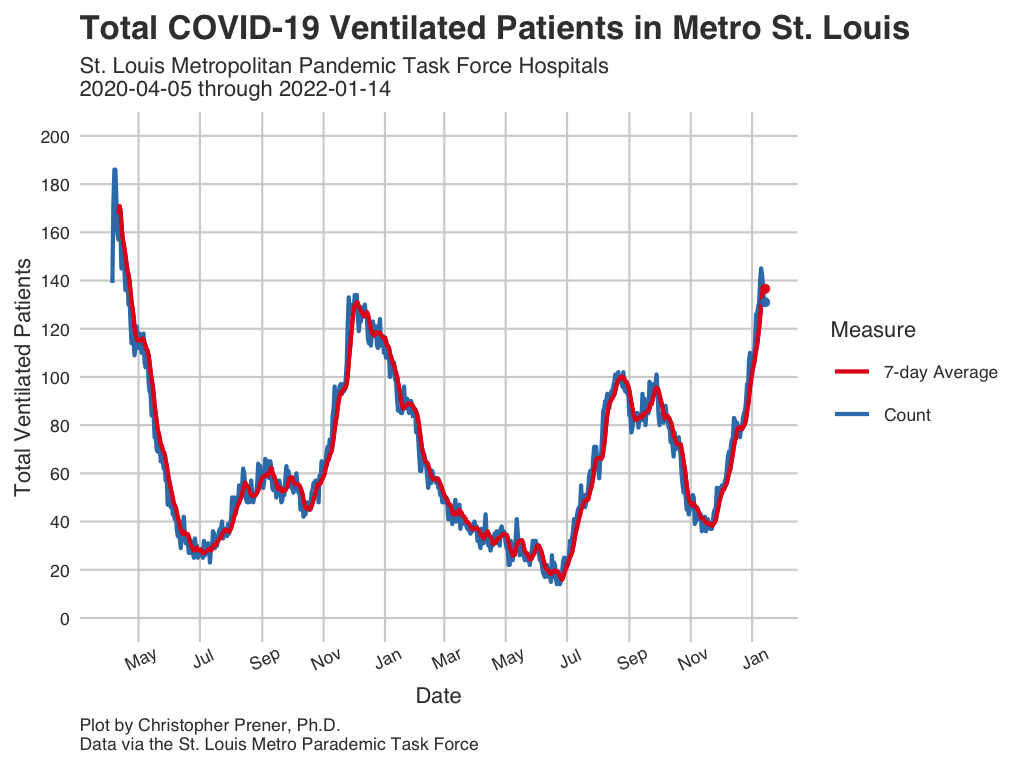 Total COVID-19 Ventilated Patients in Metro St. Louis
St. Louis Metropolitan Pandemic Task Force Hospitals
2020-04-05 through 2022-01-14
200
180
160
140
120
100
80
60
40
20
0
Total Ventilated Patients
May
Jul
Sep
Nov
Jan
Mar
May
Jul
Sep
Nov
Jan
Date
Measure
7-day Average
Count
Plot by Christopher Prener, Ph.D.
Data via the St. Louis Metro Parademic Task Force